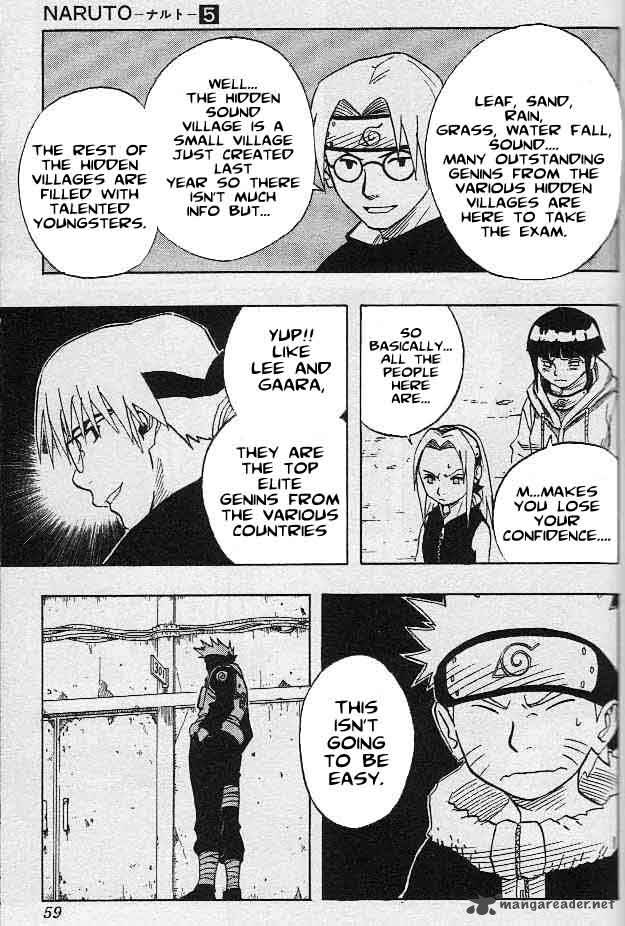 NARUTO-ナルト-5
LEAF, SAND,
RAIN,
GRASS, WATER FALL,
SOUND....
MANY OUTSTANDING
GENINS FROM THE
VARIOUS HIDDEN
VILLAGES ARE
HERE TO TAKE
THE EXAM.
WELL...
THE HIDDEN
SOUND
VILLAGE IS A
SMALL VILLAGE
JUST CREATED
LAST
YEAR SO THERE
ISN'T MUCH
INFO BUT...
THE REST OF
THE HIDDEN
VILLAGES ARE
FILLED WITH
TALENTED
YOUNGSTERS.
SO
BASICALLY...
ALL THE
PEOPLE
HERE
ARE...
M...MAKES
YOU LOSE
YOUR
CONFIDENCE....
YUP!!
LIKE
LEE AND
GAARA,
THEY ARE
THE TOP
ELITE
GENINS FROM
THE VARIOUS
COUNTRIES
THIS
ISN'T
GOING
TO BE
EASY.
301
59
mangareader.net